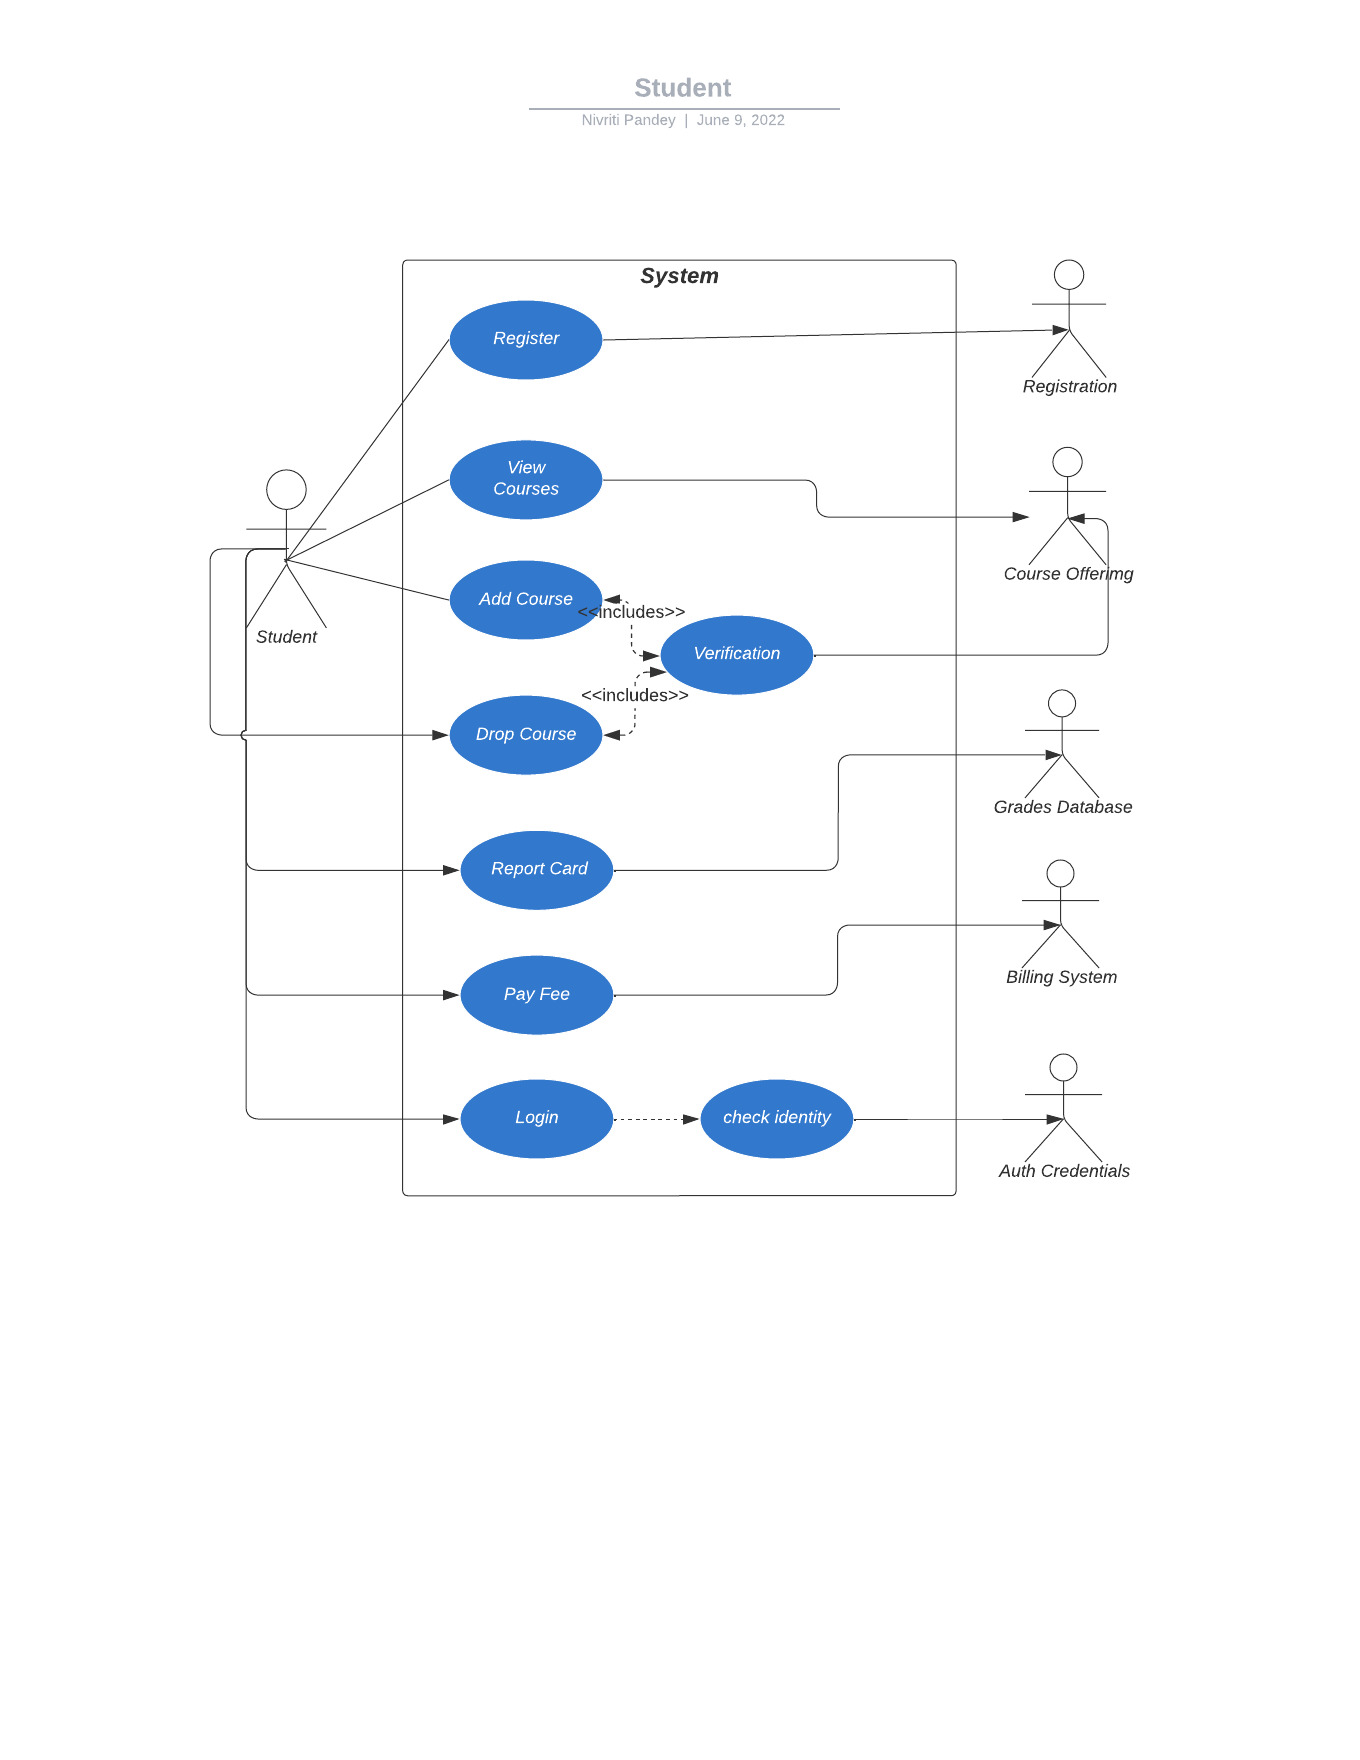 Student
Nivriti Pandey | June 9, 2022
System
Register
Registration
View
Courses
Course Offerimg
Student
Add Course
<<includes>>
Verification
<<includes>>
Drop Course
Grades Database
Report Card
Billing System
Pay Fee
Login
check identity
Auth Credentials